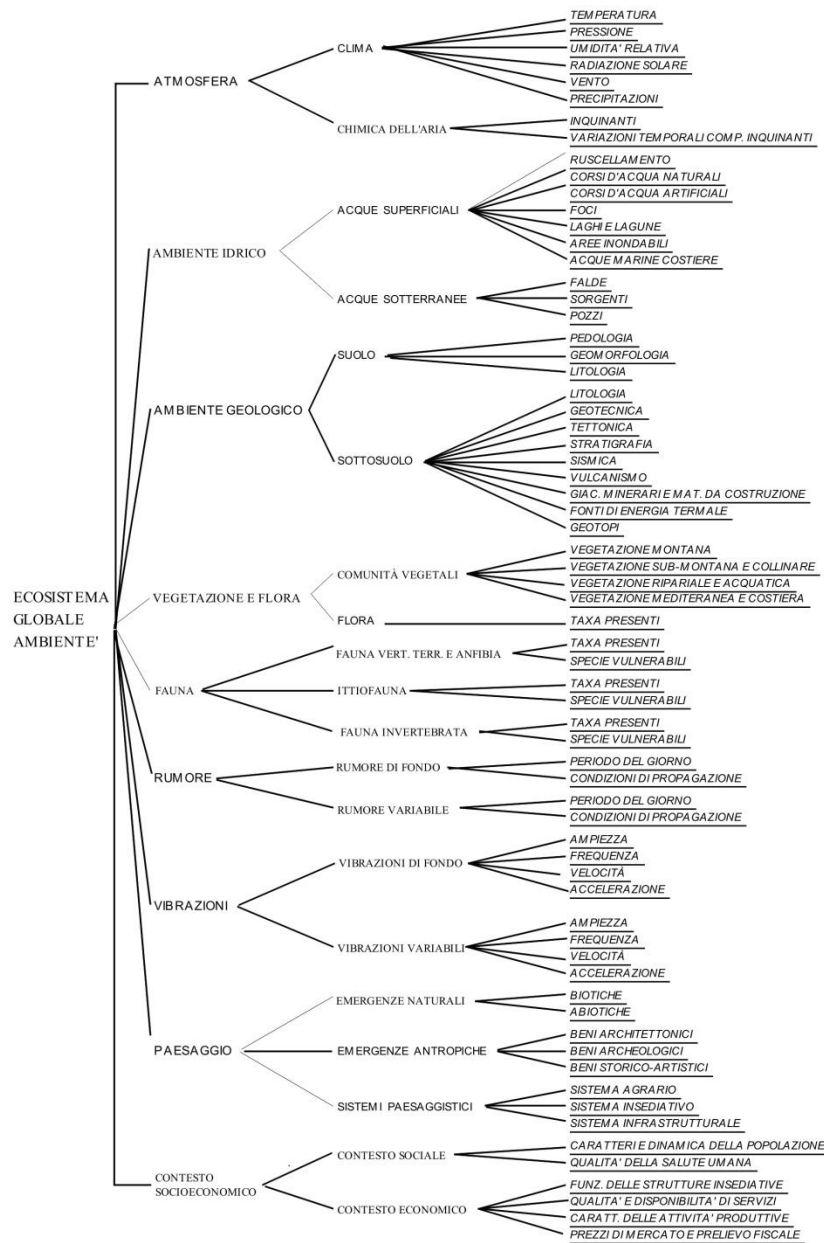 ECOSISTEMA
GLOBALE
AMBIENTE'
ATMOSFERA
CLIMA
TEMPERATURA
PRESSIONE
UMIDITA' RELATIVA
RADIAZIONE SOLARE
VENTO
PRECIPITAZIONI
CHIMICA DELL'ARIA
INQUINANTI
VARIAZIONI TEMPORALI COMP. INQUINANTI
AMBIENTE IDRICO
ACQUE SUPERFICIALI
RUSCELLAMENTO
CORSI D'ACQUA NATURALI
CORSI D'ACQUA ARTIFICIALI
FOCI
LAGHI E LAGUNE
AREE INONDABILI
ACQUE MARINE COSTIERE
ACQUE SOTTERRANEE
FALDE
SORGENTI
POZZI
AMBIENTE GEOLOGICO
SUOLO
PEDOLOGIA
GEOMORFOLOGIA
LITOLOGIA
SOTTOSUOLO
LITOLOGIA
GEOTECNICA
TETTONICA
STRATIGRAFIA
SISMICA
VULCANISMO
GIAC. MINERARI E MAT. DA COSTRUZIONE
FONTI DI ENERGIA TERMALE
GEOTOPI
VEGETAZIONE E FLORA
COMUNITÀ VEGETALI
VEGETAZIONE MONTANA
VEGETAZIONE SUB-MONTANA E COLLINARE
VEGETAZIONE RIPARIALE E ACQUATICA
VEGETAZIONE MEDITERANEA E COSTIERA
FLORA
TAXA PRESENTI
FAUNA
FAUNA VERT. TERR. E ANFIBIA
TAXA PRESENTI
SPECIE VULNERABILI
ITTIOFAUNA
TAXA PRESENTI
SPECIE VULNERABILI
FAUNA INVERTEBRATA
TAXA PRESENTI
SPECIE VULNERABILI
RUMORE
RUMORE DI FONDO
PERIODO DEL GIORNO
CONDIZIONI DI PROPAGAZIONE
RUMORE VARIABILE
PERIODO DEL GIORNO
CONDIZIONI DI PROPAGAZIONE
VIBRAZIONI
VIBRAZIONI DI FONDO
AMPIEZZA
FREQUENZA
VELOCITÀ
ACCELERAZIONE
VIBRAZIONI VARIABILI
AMPIEZZA
FREQUENZA
VELOCITÀ
ACCELERAZIONE
PAESAGGIO
EMERGENZE NATURALI
BIOTICHE
ABIOTICHE
EMERGENZE ANTROPICHE
BENI ARCHITETTONICI
BENI ARCHEOLOGICI
BENI STORICO-ARTISTICI
SISTEMI PAESAGGISTICI
SISTEMA AGRARIO
SISTEMA INSEDIATIVO
SISTEMA INFRASTRUTTURALE
CONTESTO
SOCIOECONOMICO
CONTESTO SOCIALE
CARATTERI E DINAMICA DELLA POPOLAZIONE
QUALITA' DELLA SALUTE UMANA
CONTESTO ECONOMICO
FUNZ. DELLE STRUTTURE INSEDIATIVE
QUALITA' E DISPONIBILITA' DI SERVIZI
CARATT. DELLE ATTIVITA' PRODUTTIVE
PREZZI DI MERCATO E PRELIEVO FISCALE